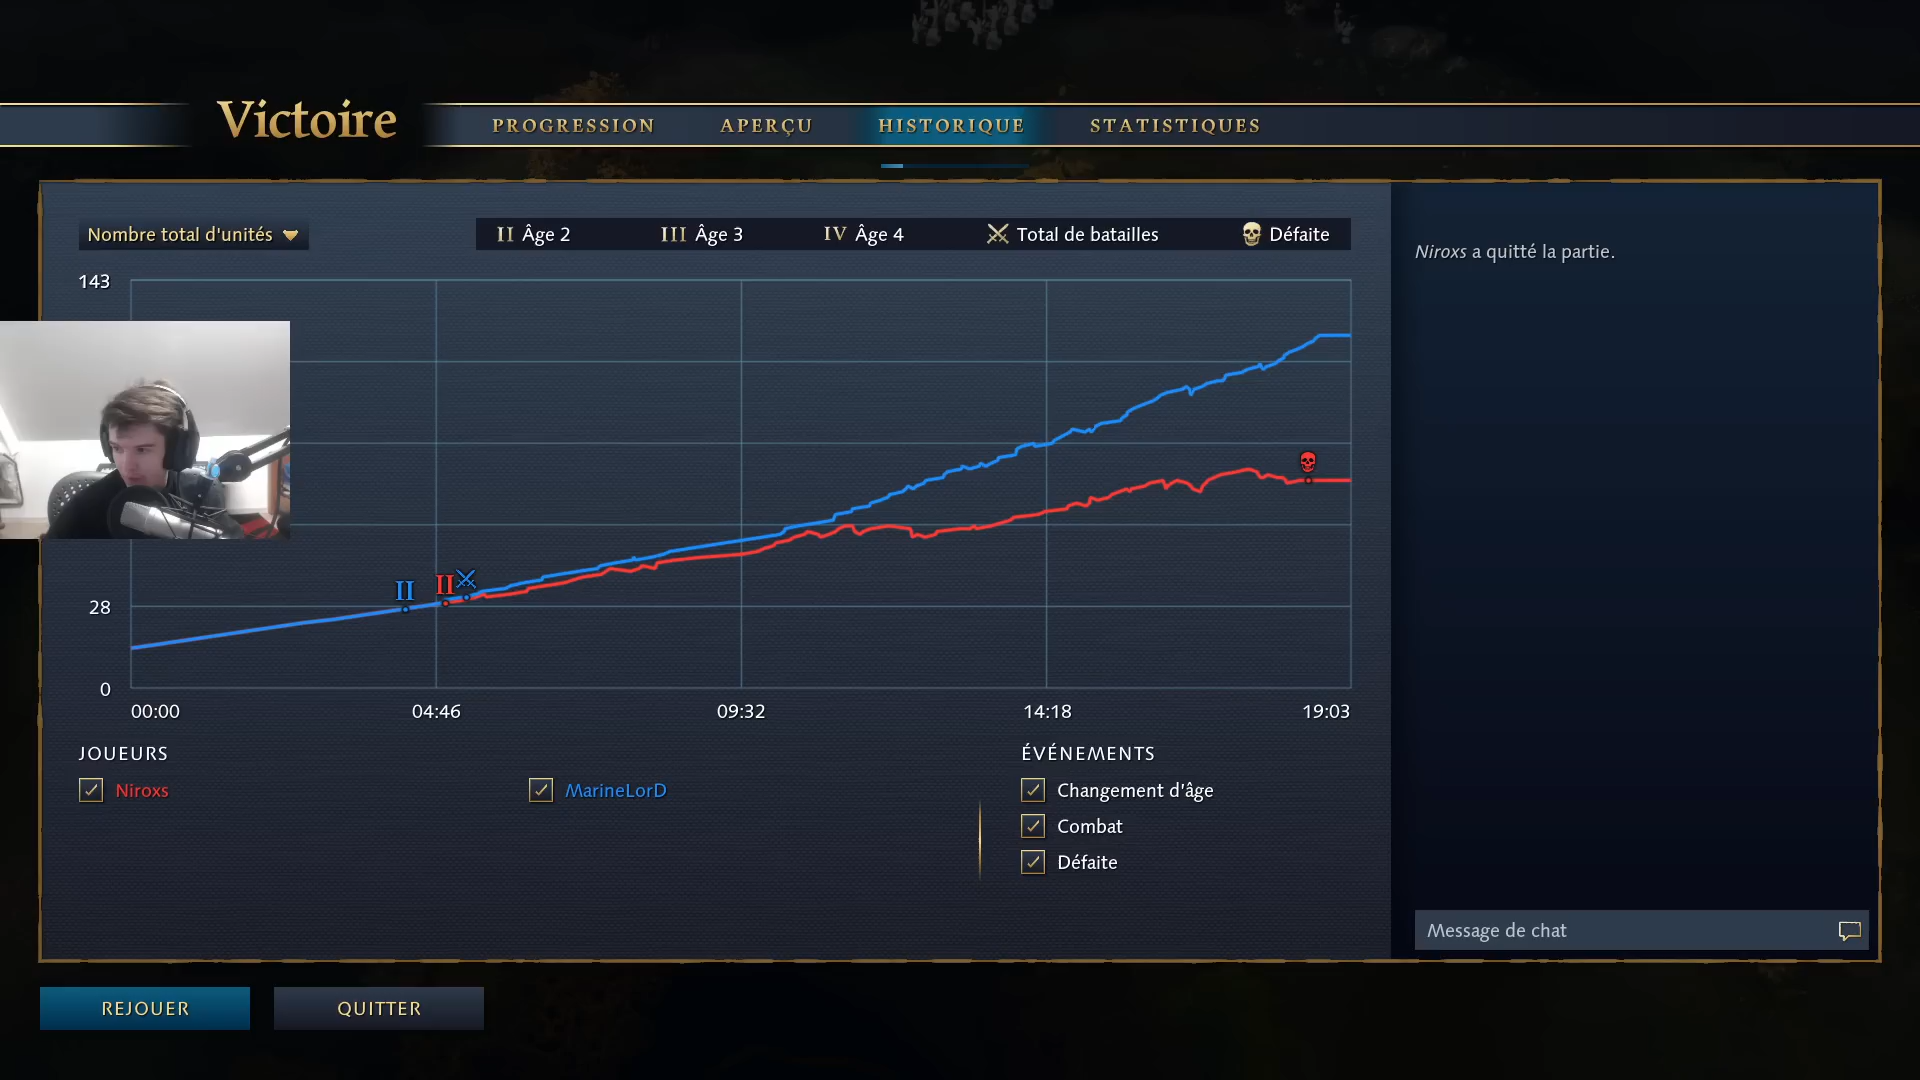 Victoire
PROGRESSION
APERÇU
HISTORIQUE
STATISTIQUES
Nombre total d'unités
II Âge 2
III Âge 3
IV Âge 4
Total de batailles
Défaite
Niroxs a quitté la partie.
143
II
II
28
0
00:00
04:46
09:32
14:18
19:03
JOUEURS
ÉVÉNEMENTS
Niroxs
MarineLorD
Changement d'âge
Combat
Défaite
Message de chat
REJOUER
QUITTER